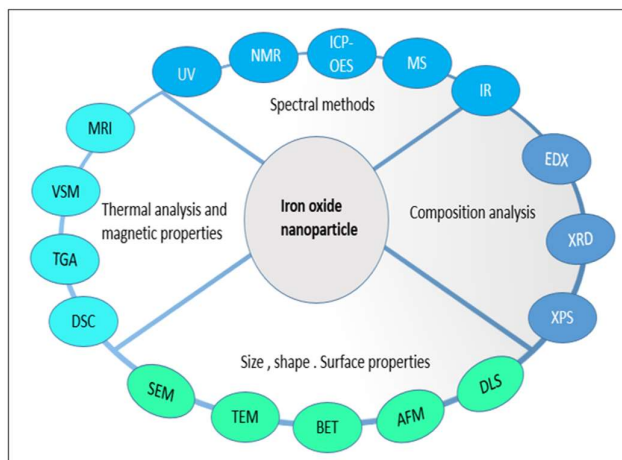 UV
NMR
ICP-
OES
MS
IR
Spectral methods
MRI
VSM
TGA
DSC
Thermal analysis and
magnetic properties
Iron oxide
nanoparticle
EDX
XRD
XPS
Composition analysis
Size , shape . Surface properties
SEM
TEM
BET
AFM
DLS